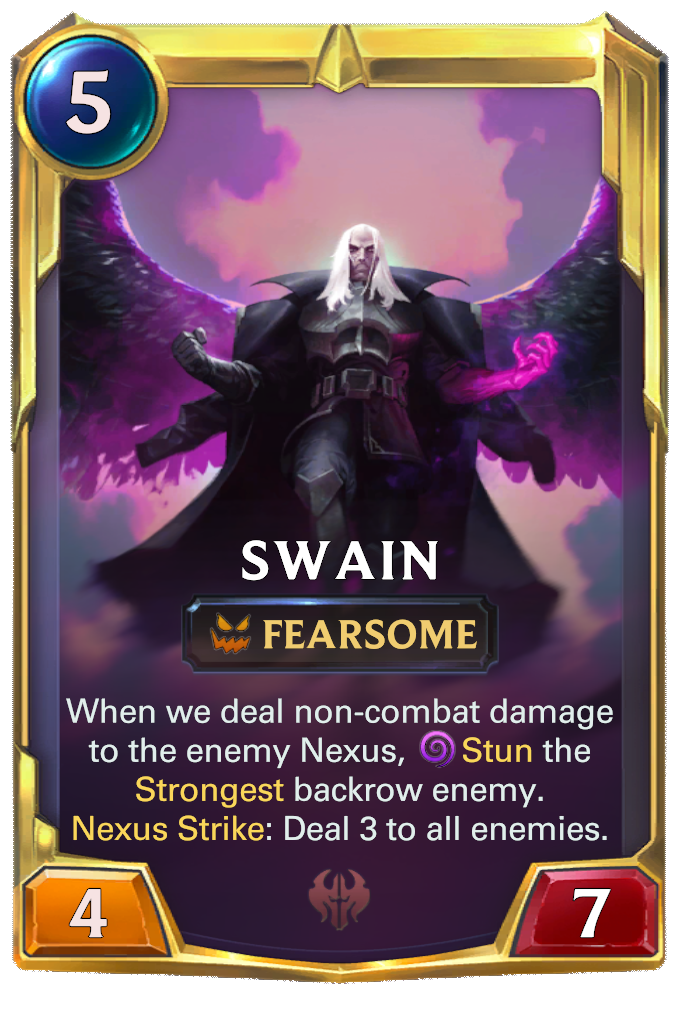 5
SWAIN
FEARSOME
When we deal non-combat damage
to the enemy Nexus, Stun the
Strongest backrow enemy.
Nexus Strike: Deal 3 to all enemies.
4
7